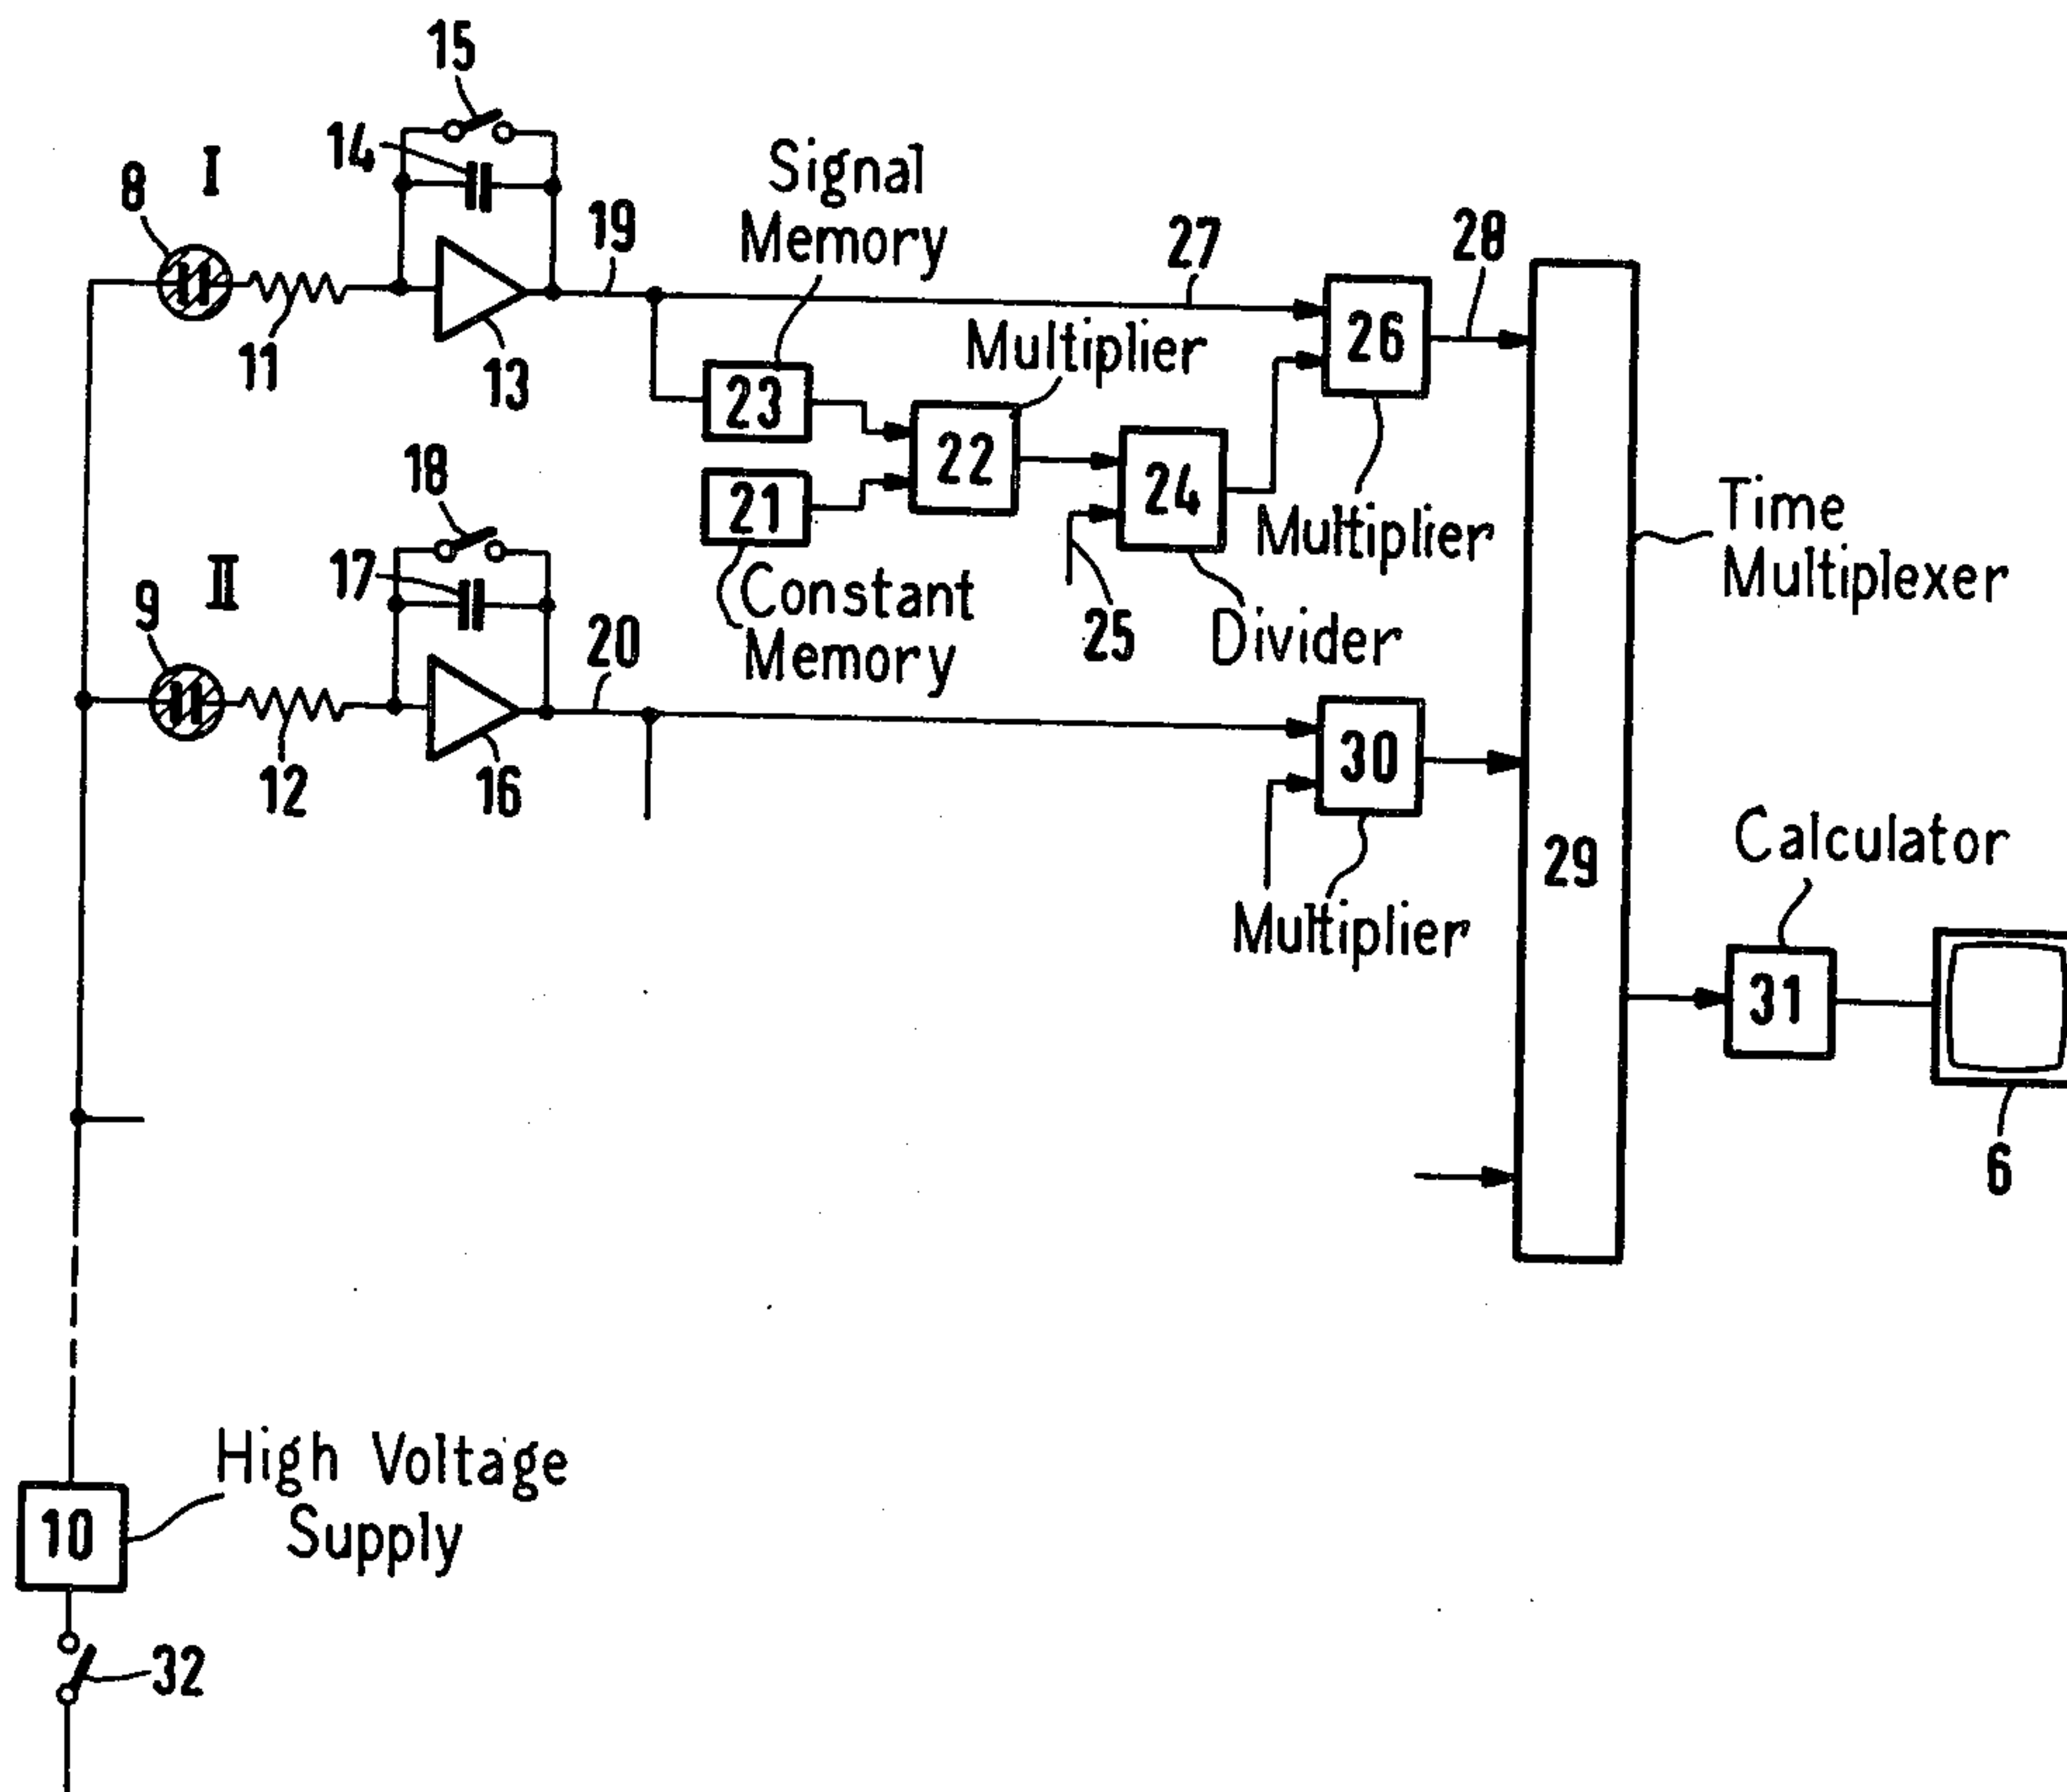 15
14
I
8
Signal
Memory
19
27
28
11
13
Multiplier
26
23
22
24
21
18
17
II
9
Constant
Memory
25
Divider
Multiplier
Time
Multiplexer
20
12
16
30
Multiplier
29
Calculator
31
6
High Voltage
Supply
10
32